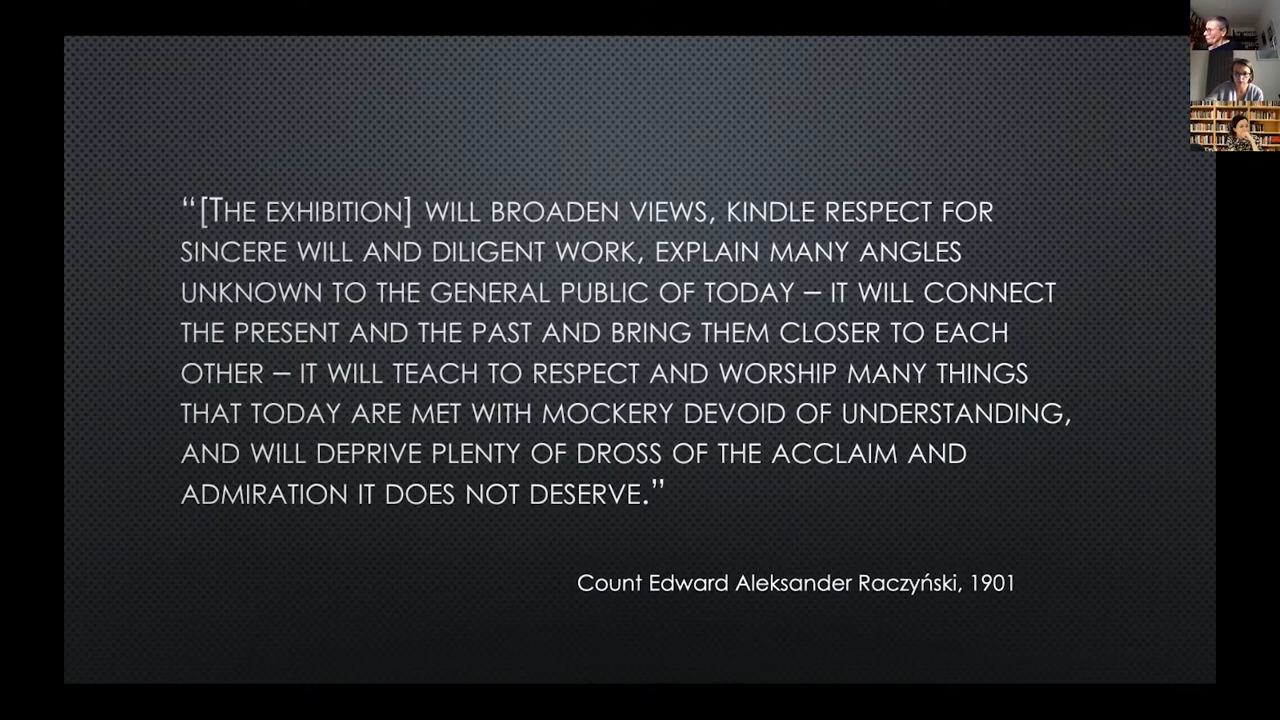 “[The exhibition] will broaden views, kindle respect for
sincere will and diligent work, explain many angles
unknown to the general public of today – it will connect
the present and the past and bring them closer to each
other – it will teach to respect and worship many things
that today are met with mockery devoid of understanding,
and will deprive plenty of dross of the acclaim and
admiration it does not deserve.”
Count Edward Aleksander Raczyński, 1901